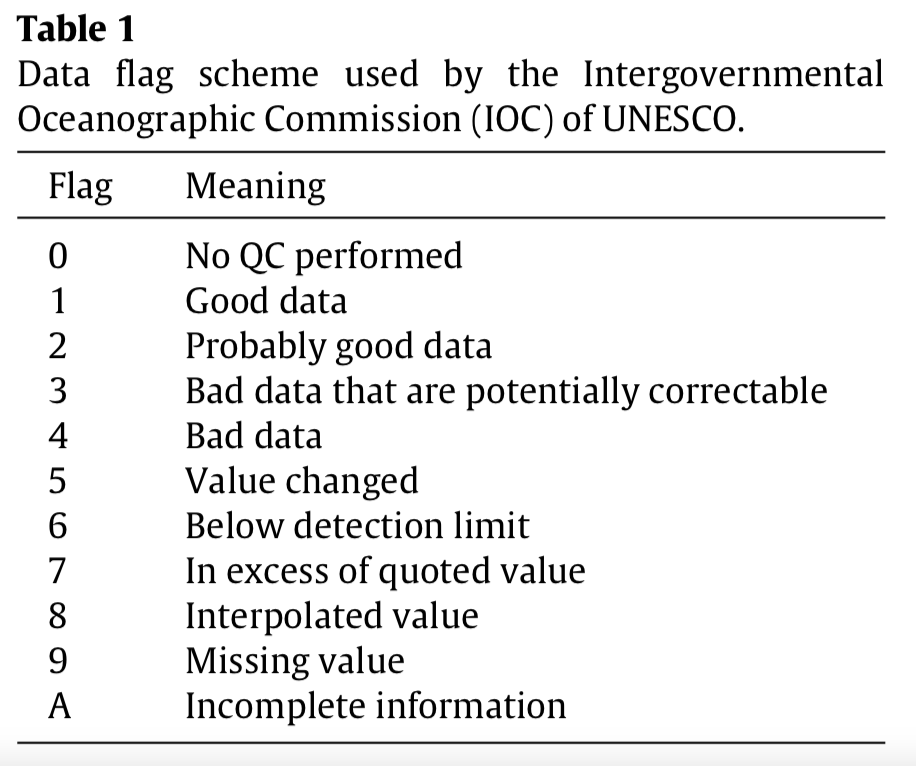 Table 1
Data flag scheme used by the Intergovernmental
Oceanographic Commission (IOC) of UNESCO.
Flag Meaning
0 No QC performed
1 Good data
2 Probably good data
3 Bad data that are potentially correctable
4 Bad data
5 Value changed
6 Below detection limit
7 In excess of quoted value
8 Interpolated value
9 Missing value
A Incomplete information